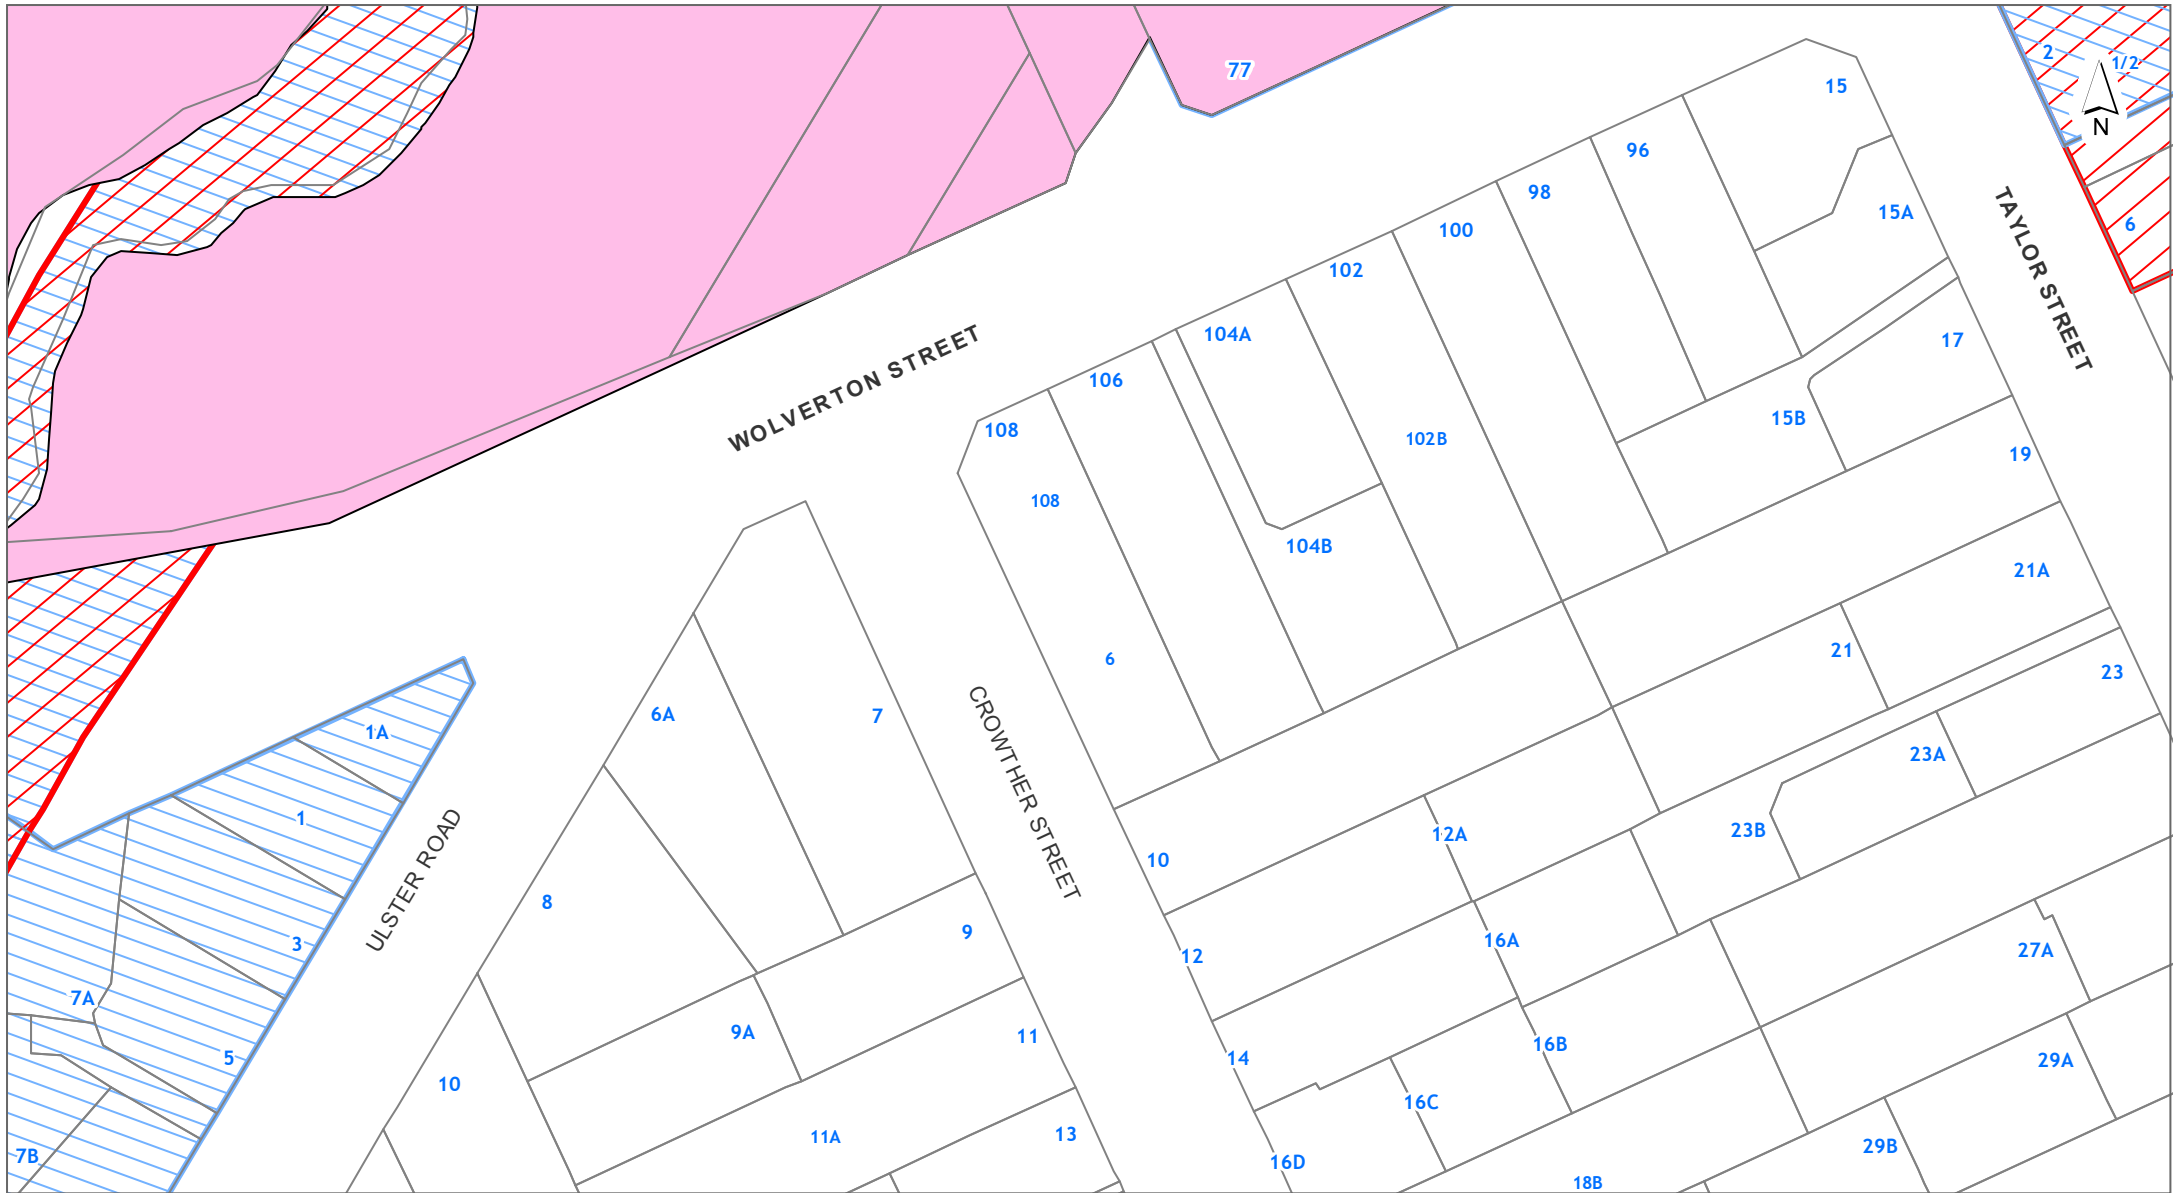 77
2
1/2
N
6
15
96
98
15A
100
102
104A
106
108
108
17
TAYLOR STREET
WOLVERTON STREET
102B
15B
19
104B
21A
6
21
23
6A
7
CROWTHER STREET
1A
1
ULSTER ROAD
3
8
10
12A
23A
23B
9
12
16A
27A
7A
5
9A
11
14
16B
29A
10
11A
13
16C
29B
7B
16D
18B